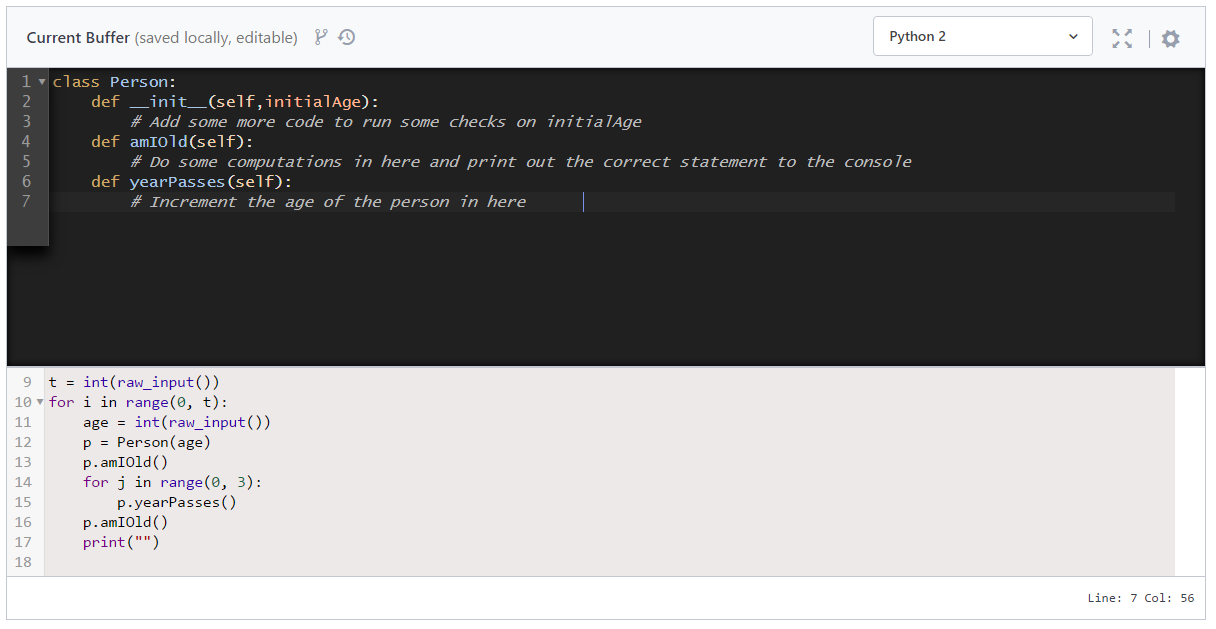 Current Buffer (saved locally, editable) Python 2
1 class Person:
2     def __init__(self,initialAge):
3         # Add some more code to run some checks on initialAge
4     def amIOld(self):
5         # Do some computations in here and print out the correct statement to the console
6     def yearPasses(self):
7         # Increment the age of the person in here
9 t = int(raw_input())
10 for i in range(0, t):
11     age = int(raw_input())
12     p = Person(age)
13     p.amIOld()
14     for j in range(0, 3):
15         p.yearPasses()
16     p.amIOld()
17     print("")
18
Line: 7 Col: 56